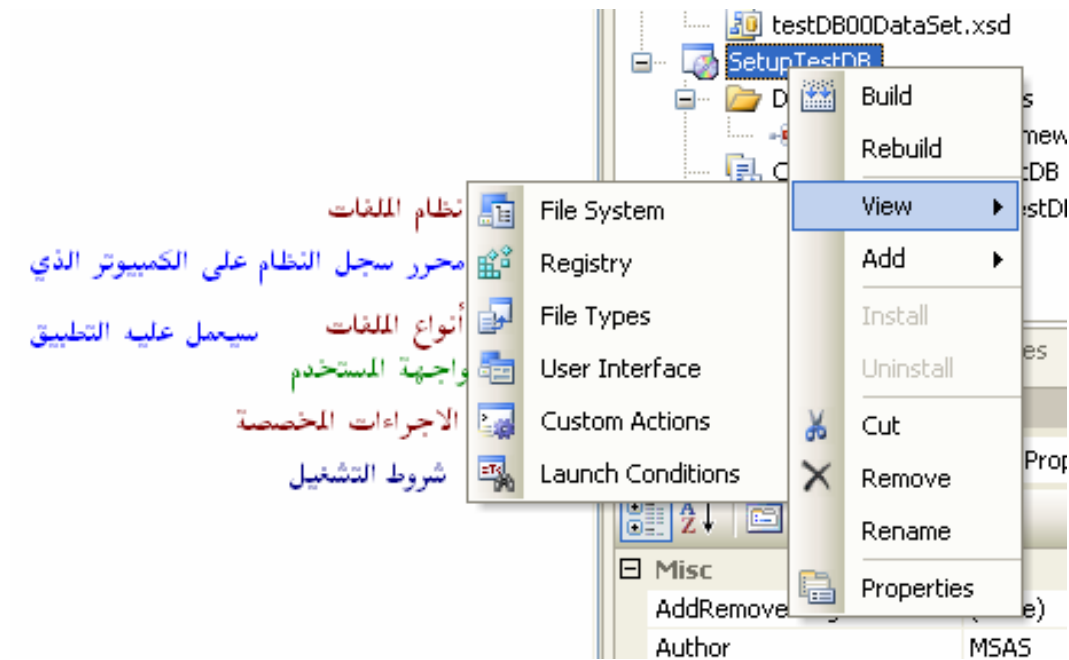 testDB00DataSet.xsd
SetupTestDB
Build
Rebuild
View
Add
Install
Uninstall
Cut
Remove
Rename
Properties
نظام الملفات
File System
محرر سجل النظام على الكمبيوتر الذي
Registry
سيعمل عليه التطبيق
أنواع الملفات
File Types
واجهة المستخدم
User Interface
الاجراءات المخصصة
Custom Actions
شروط التشغيل
Launch Conditions
Misc
Author
MSAS